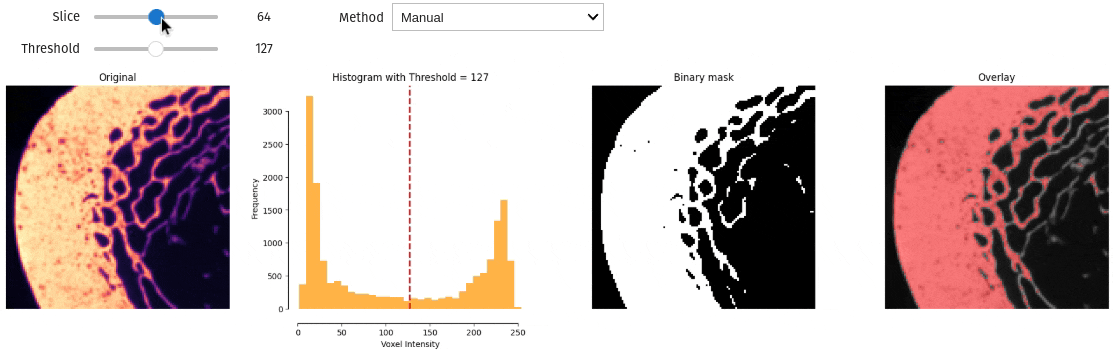 Slice 64 Method Manual
Threshold 127
Original
Histogram with Threshold = 127
Frequency
3000
2500
2000
1500
1000
500
0
0 50 100 150 200 250
Voxel Intensity
Binary mask
Overlay